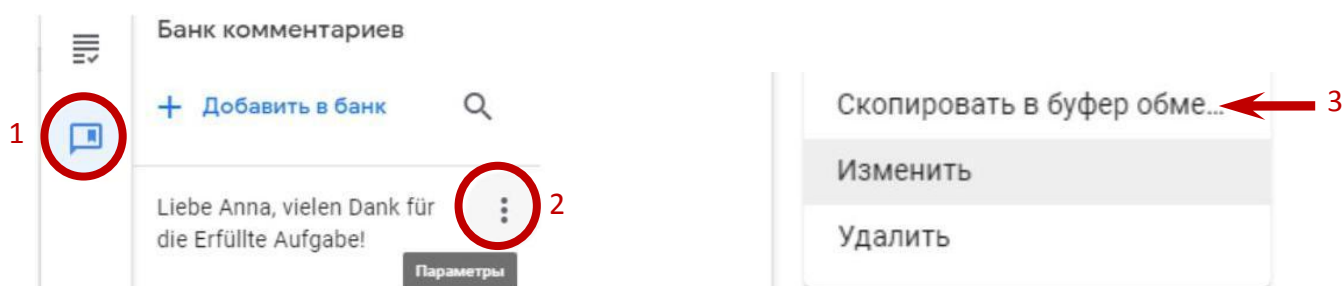 Банк комментариев
+ Добавить в банк
1
Liebe Anna, vielen Dank für
die Erfüllte Aufgabe!
2
Параметры
Скопировать в буфер обме...
3
Изменить
Удалить